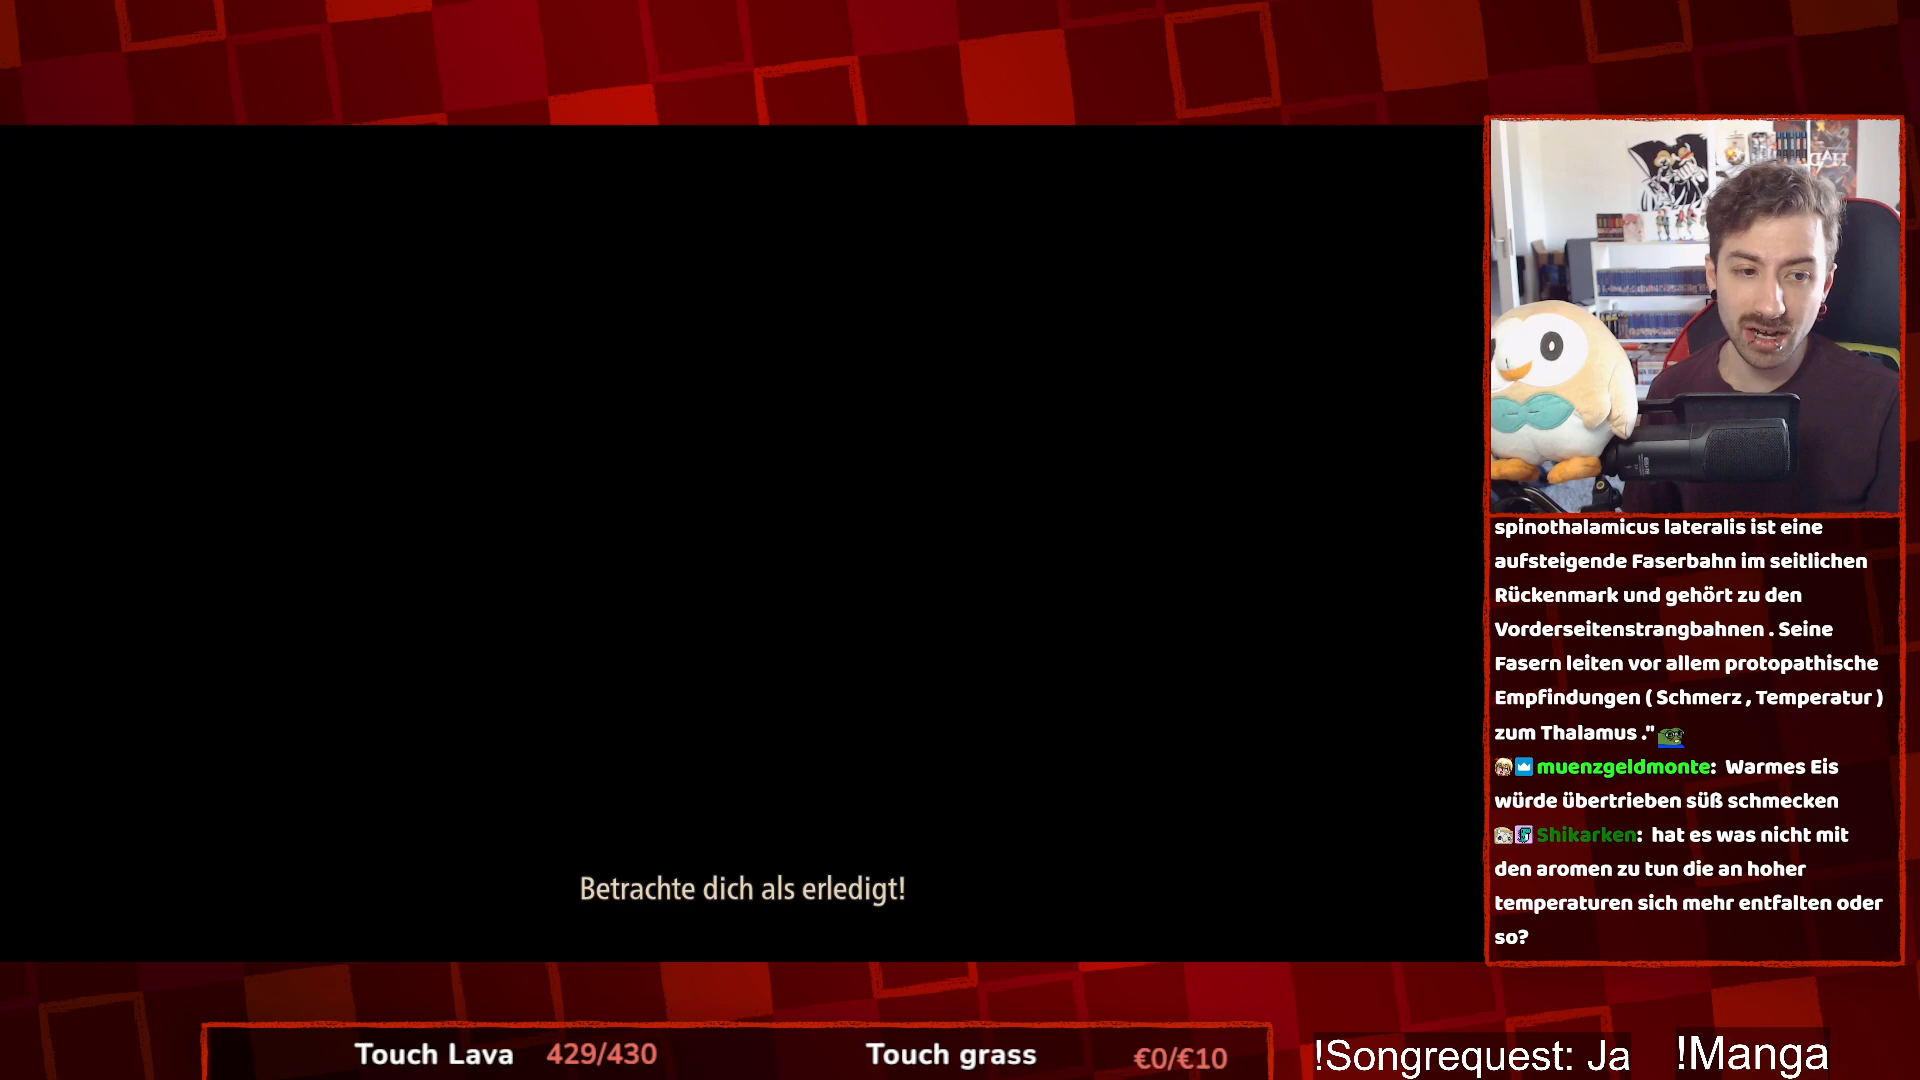 spinothalamicus lateralis ist eine
aufsteigende Faserbahn im seitlichen
Rückenmark und gehört zu den
Vorderseitenstrangbahnen . Seine
Fasern leiten vor allem protopathische
Empfindungen ( Schmerz , Temperatur )
zum Thalamus ."
muenzgeldmonte: Warmes Eis
würde übertrieben süß schmecken
Shikarken: hat es was nicht mit
den aromen zu tun die an hoher
temperaturen sich mehr entfalten oder
so?
Betrachte dich als erledigt!
Touch Lava 429/430
Touch grass €0/€10
!Songrequest: Ja
!Manga